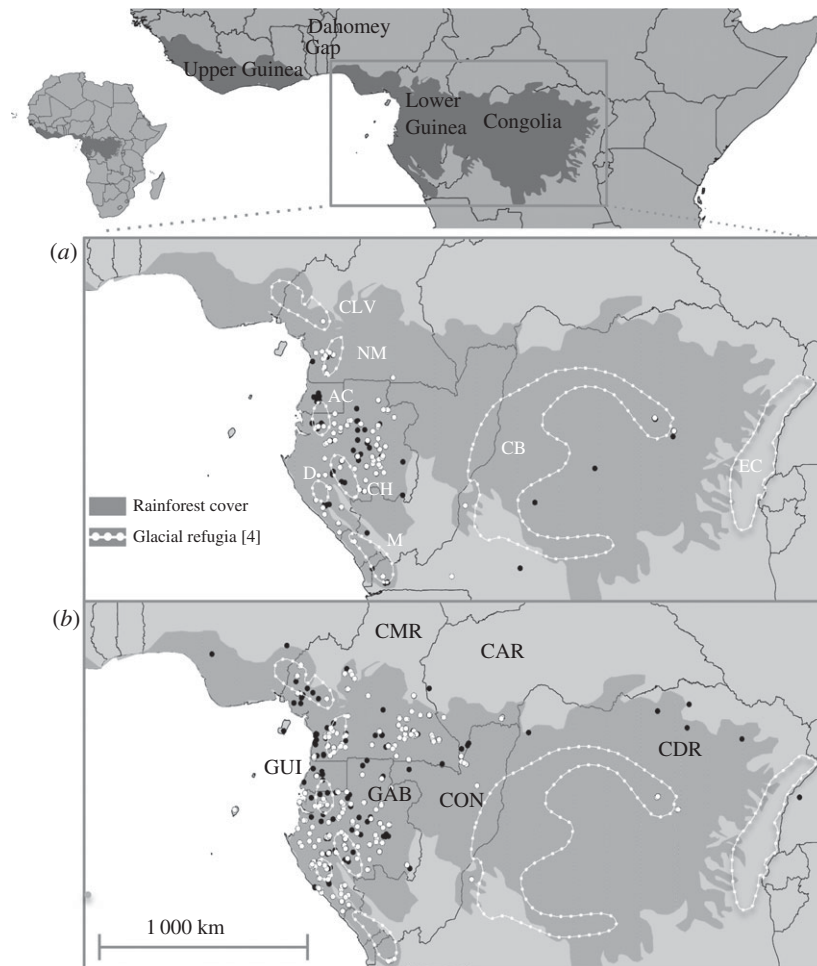 Dahomey
Gap
Upper Guinea
Lower
Guinea
Congolia
(a)
CLV
NM
AC
CB
EC
D
CH
M
Rainforest cover
Glacial refugia [4]
(b)
CMR
CAR
CDR
GUI
GAB
CON
1 000 km